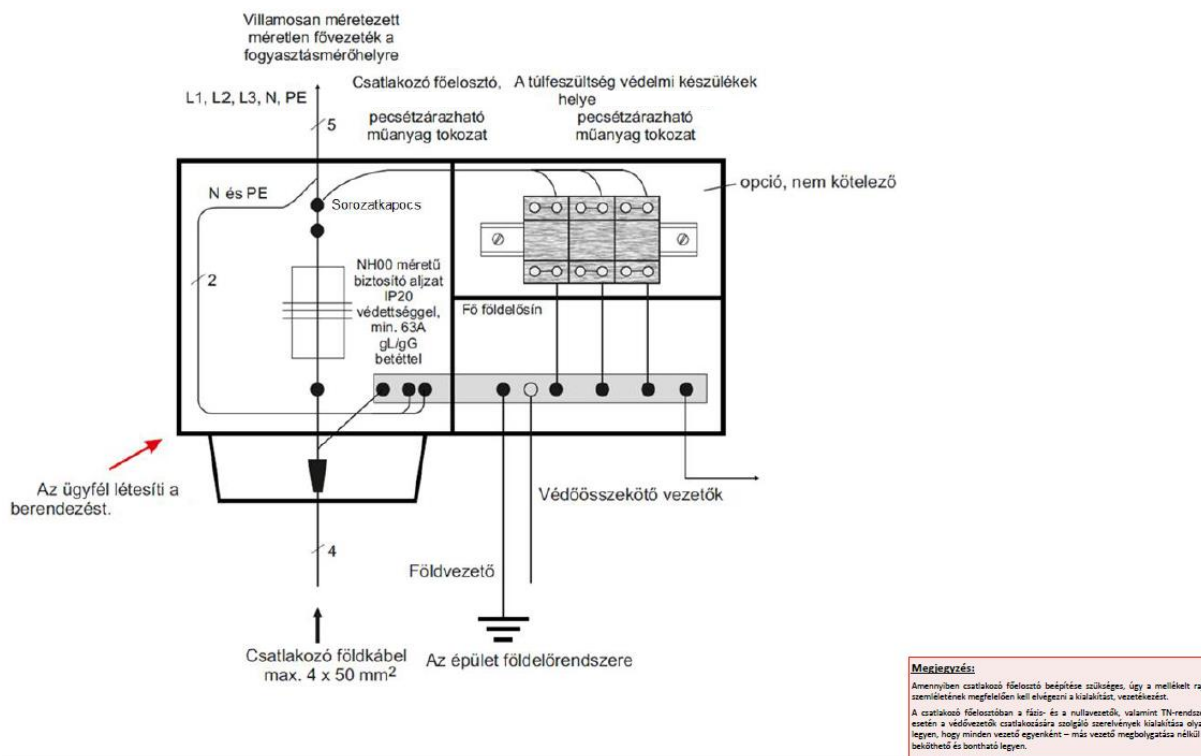 Villamosan méretezett
méretlen fővezeték a
fogyasztásmérőhelyre
L1, L2, L3, N, PE
5
Csatlakozó főelosztó,
pecsétzárazható
műanyag tokozat
A túlfeszültség védelmi készülékek
helye
pecsétzárazható
műanyag tokozat
opció, nem kötelező
N és PE
Sorozatkapocs
2
NH00 méretű
biztosító aljzat
IP20
védettséggel,
min. 63A
gL/gG
betéttel
Fő földelősín
Az ügyfél létesíti a
berendezést.
Védőösszekötő vezetők
4
Földvezető
Csatlakozó földkábel
max. 4 x 50 mm²
Az épület földelőrendszere
Megjegyzés:
Amennyiben csatlakozó főelosztó beépítése szükséges, úgy a mellékelt
szemléletének megfelelően kell elvégezni a kialakítást, vezetékezést.
A csatlakozó főelosztóban a fázis- és a nullavezetők, valamint
esetén a védővezetők csatlakozására szolgáló szerelvények kialakítása
legyen, hogy minden vezető egyenként – más vezető megbolygatása nélkül
beköthető és bontható legyen.